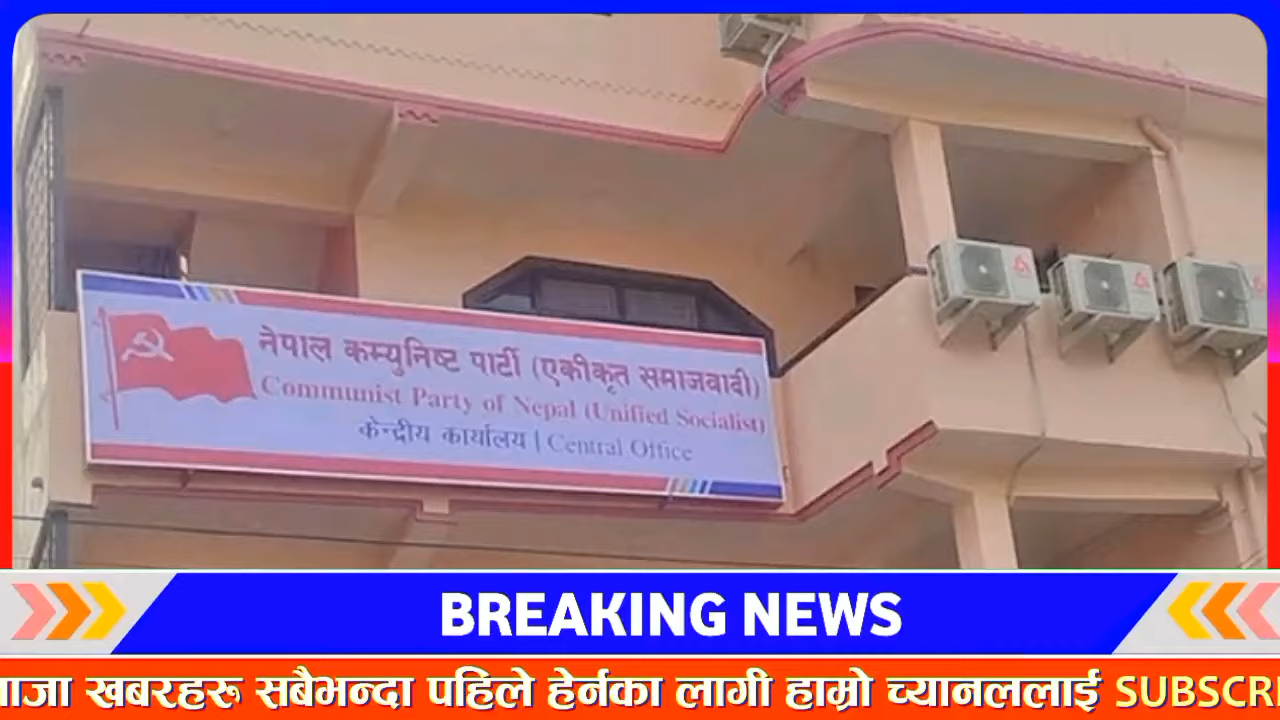 नेपाल कम्युनिष्ट पार्टी (एकीकृत समाजवादी)
Communist Party of Nepal (Unified Socialist)
केन्द्रीय कार्यालय | Central Office
BREAKING NEWS
खबरहरू सबैभन्दा पहिले हेर्नका लागी हाम्रो च्यानललाई